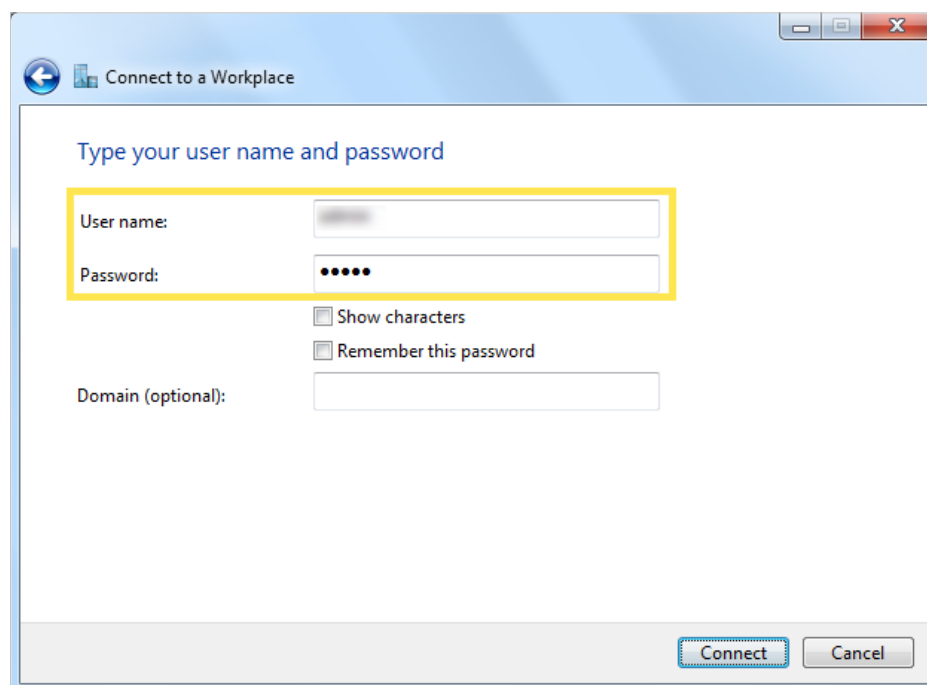 Connect to a Workplace
Type your user name and password
User name:
Password: •••••
Show characters
Remember this password
Domain (optional):
Connect Cancel